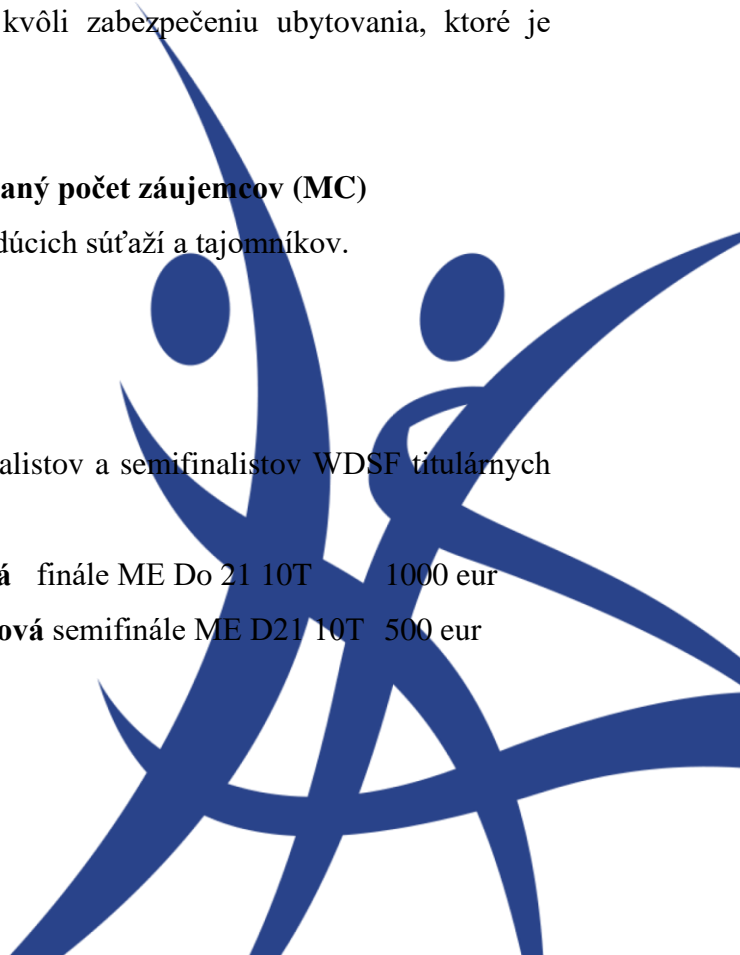 kvôli zabezpečeniu ubytovania, ktoré je
aný počet záujemcov (MC)
dúcich súťaží a tajomníkov.
alistov a semifinalistov WDSF titulárnych
á finále ME Do 21 10T 1000 eur
ová semifinále ME D21 10T 500 eur